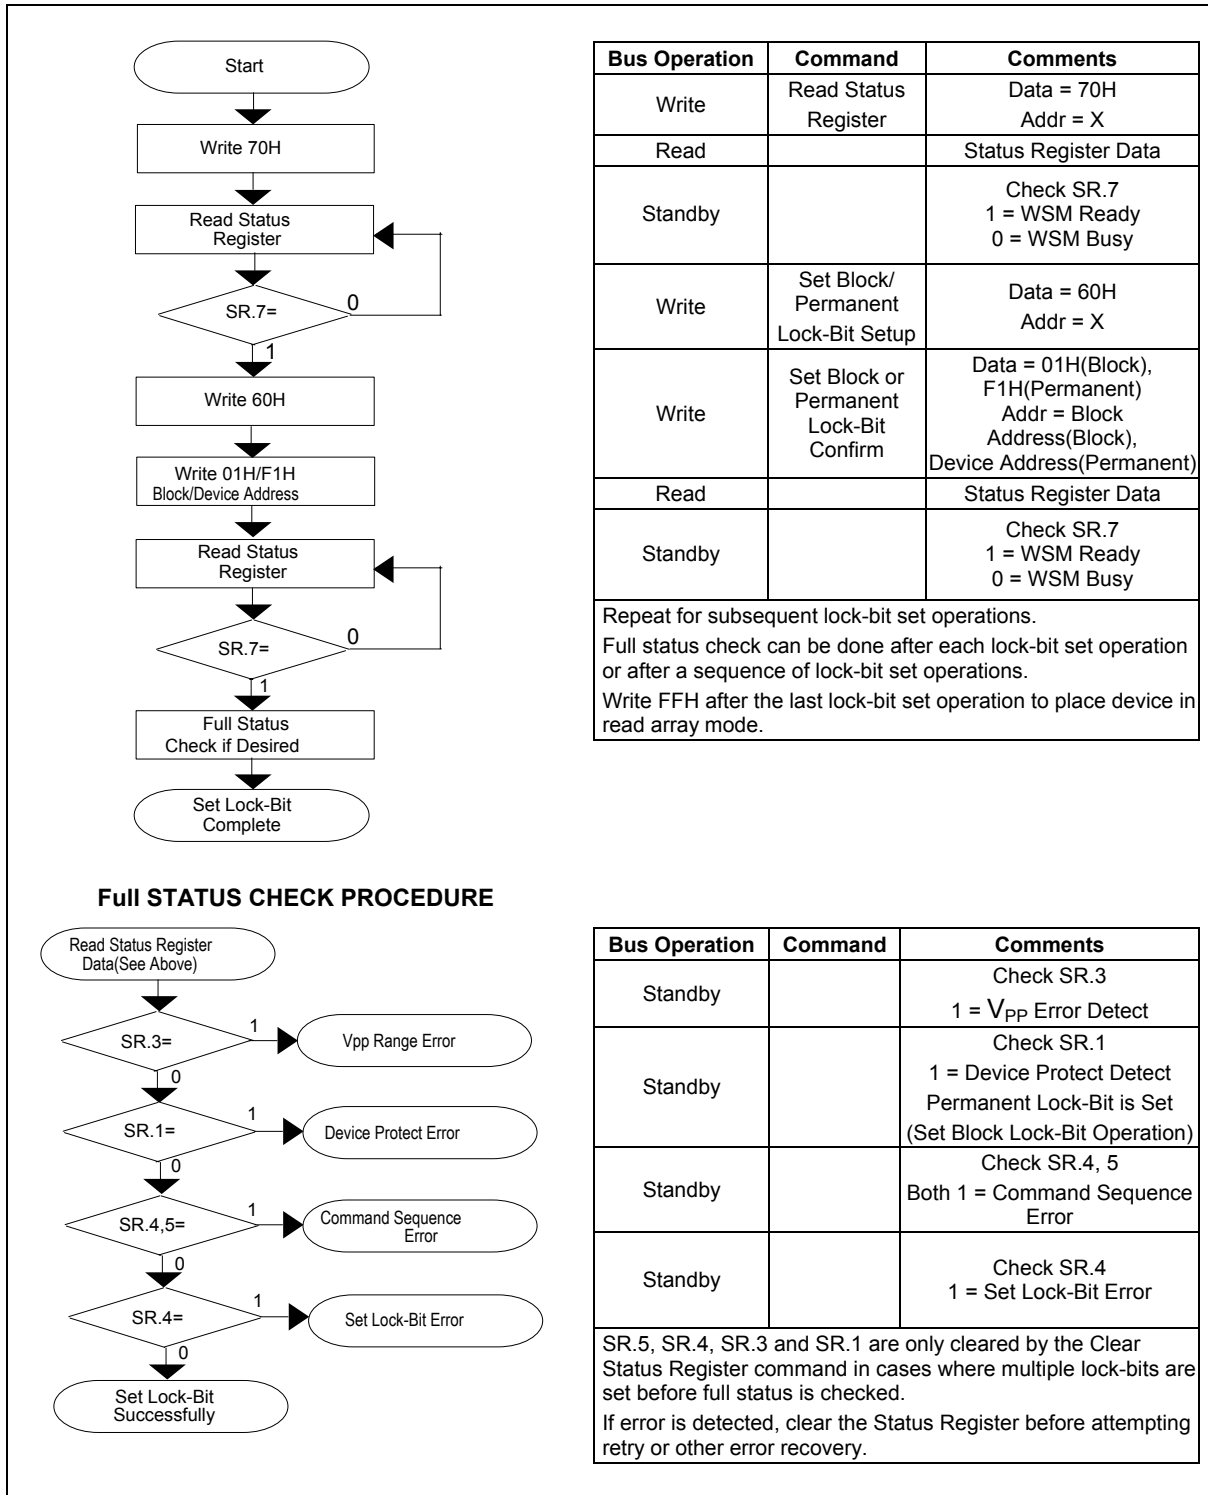 Start
Write 70H
Read Status
Register
SR.7=
0
1
Write 60H
Write 01H/F1H
Block/Device Address
Read Status
Register
SR.7=
0
1
Full Status
Check if Desired
Set Lock-Bit
Complete
Bus Operation Command Comments
Write
Read Status
Register
Data = 70H
Addr = X
Read
Status Register Data
Standby
Check SR.7
1 = WSM Ready
0 = WSM Busy
Write
Set Block/
Permanent
Lock-Bit Setup
Data = 60H
Addr = X
Write
Set Block or
Permanent
Lock-Bit
Confirm
Data = 01H(Block),
F1H(Permanent)
Addr = Block
Address(Block),
Device Address(Permanent)
Read
Status Register Data
Standby
Check SR.7
1 = WSM Ready
0 = WSM Busy
Repeat for subsequent lock-bit set operations.
Full status check can be done after each lock-bit set operation
or after a sequence of lock-bit set operations.
Write FFH after the last lock-bit set operation to place device in
read array mode.
Full STATUS CHECK PROCEDURE
Read Status Register
Data(See Above)
SR.3=
1
Vpp Range Error
0
SR.1=
1
Device Protect Error
0
SR.4,5=
1
Command Sequence
Error
0
SR.4=
1
Set Lock-Bit Error
0
Set Lock-Bit
Successfully
Bus Operation Command Comments
Standby
Check SR.3
1 = VPP Error Detect
Standby
Check SR.1
1 = Device Protect Detect
Permanent Lock-Bit is Set
(Set Block Lock-Bit Operation)
Standby
Check SR.4, 5
Both 1 = Command Sequence
Error
Standby
Check SR.4
1 = Set Lock-Bit Error
SR.5, SR.4, SR.3 and SR.1 are only cleared by the Clear
Status Register command in cases where multiple lock-bits are
set before full status is checked.
If error is detected, clear the Status Register before attempting
retry or other error recovery.